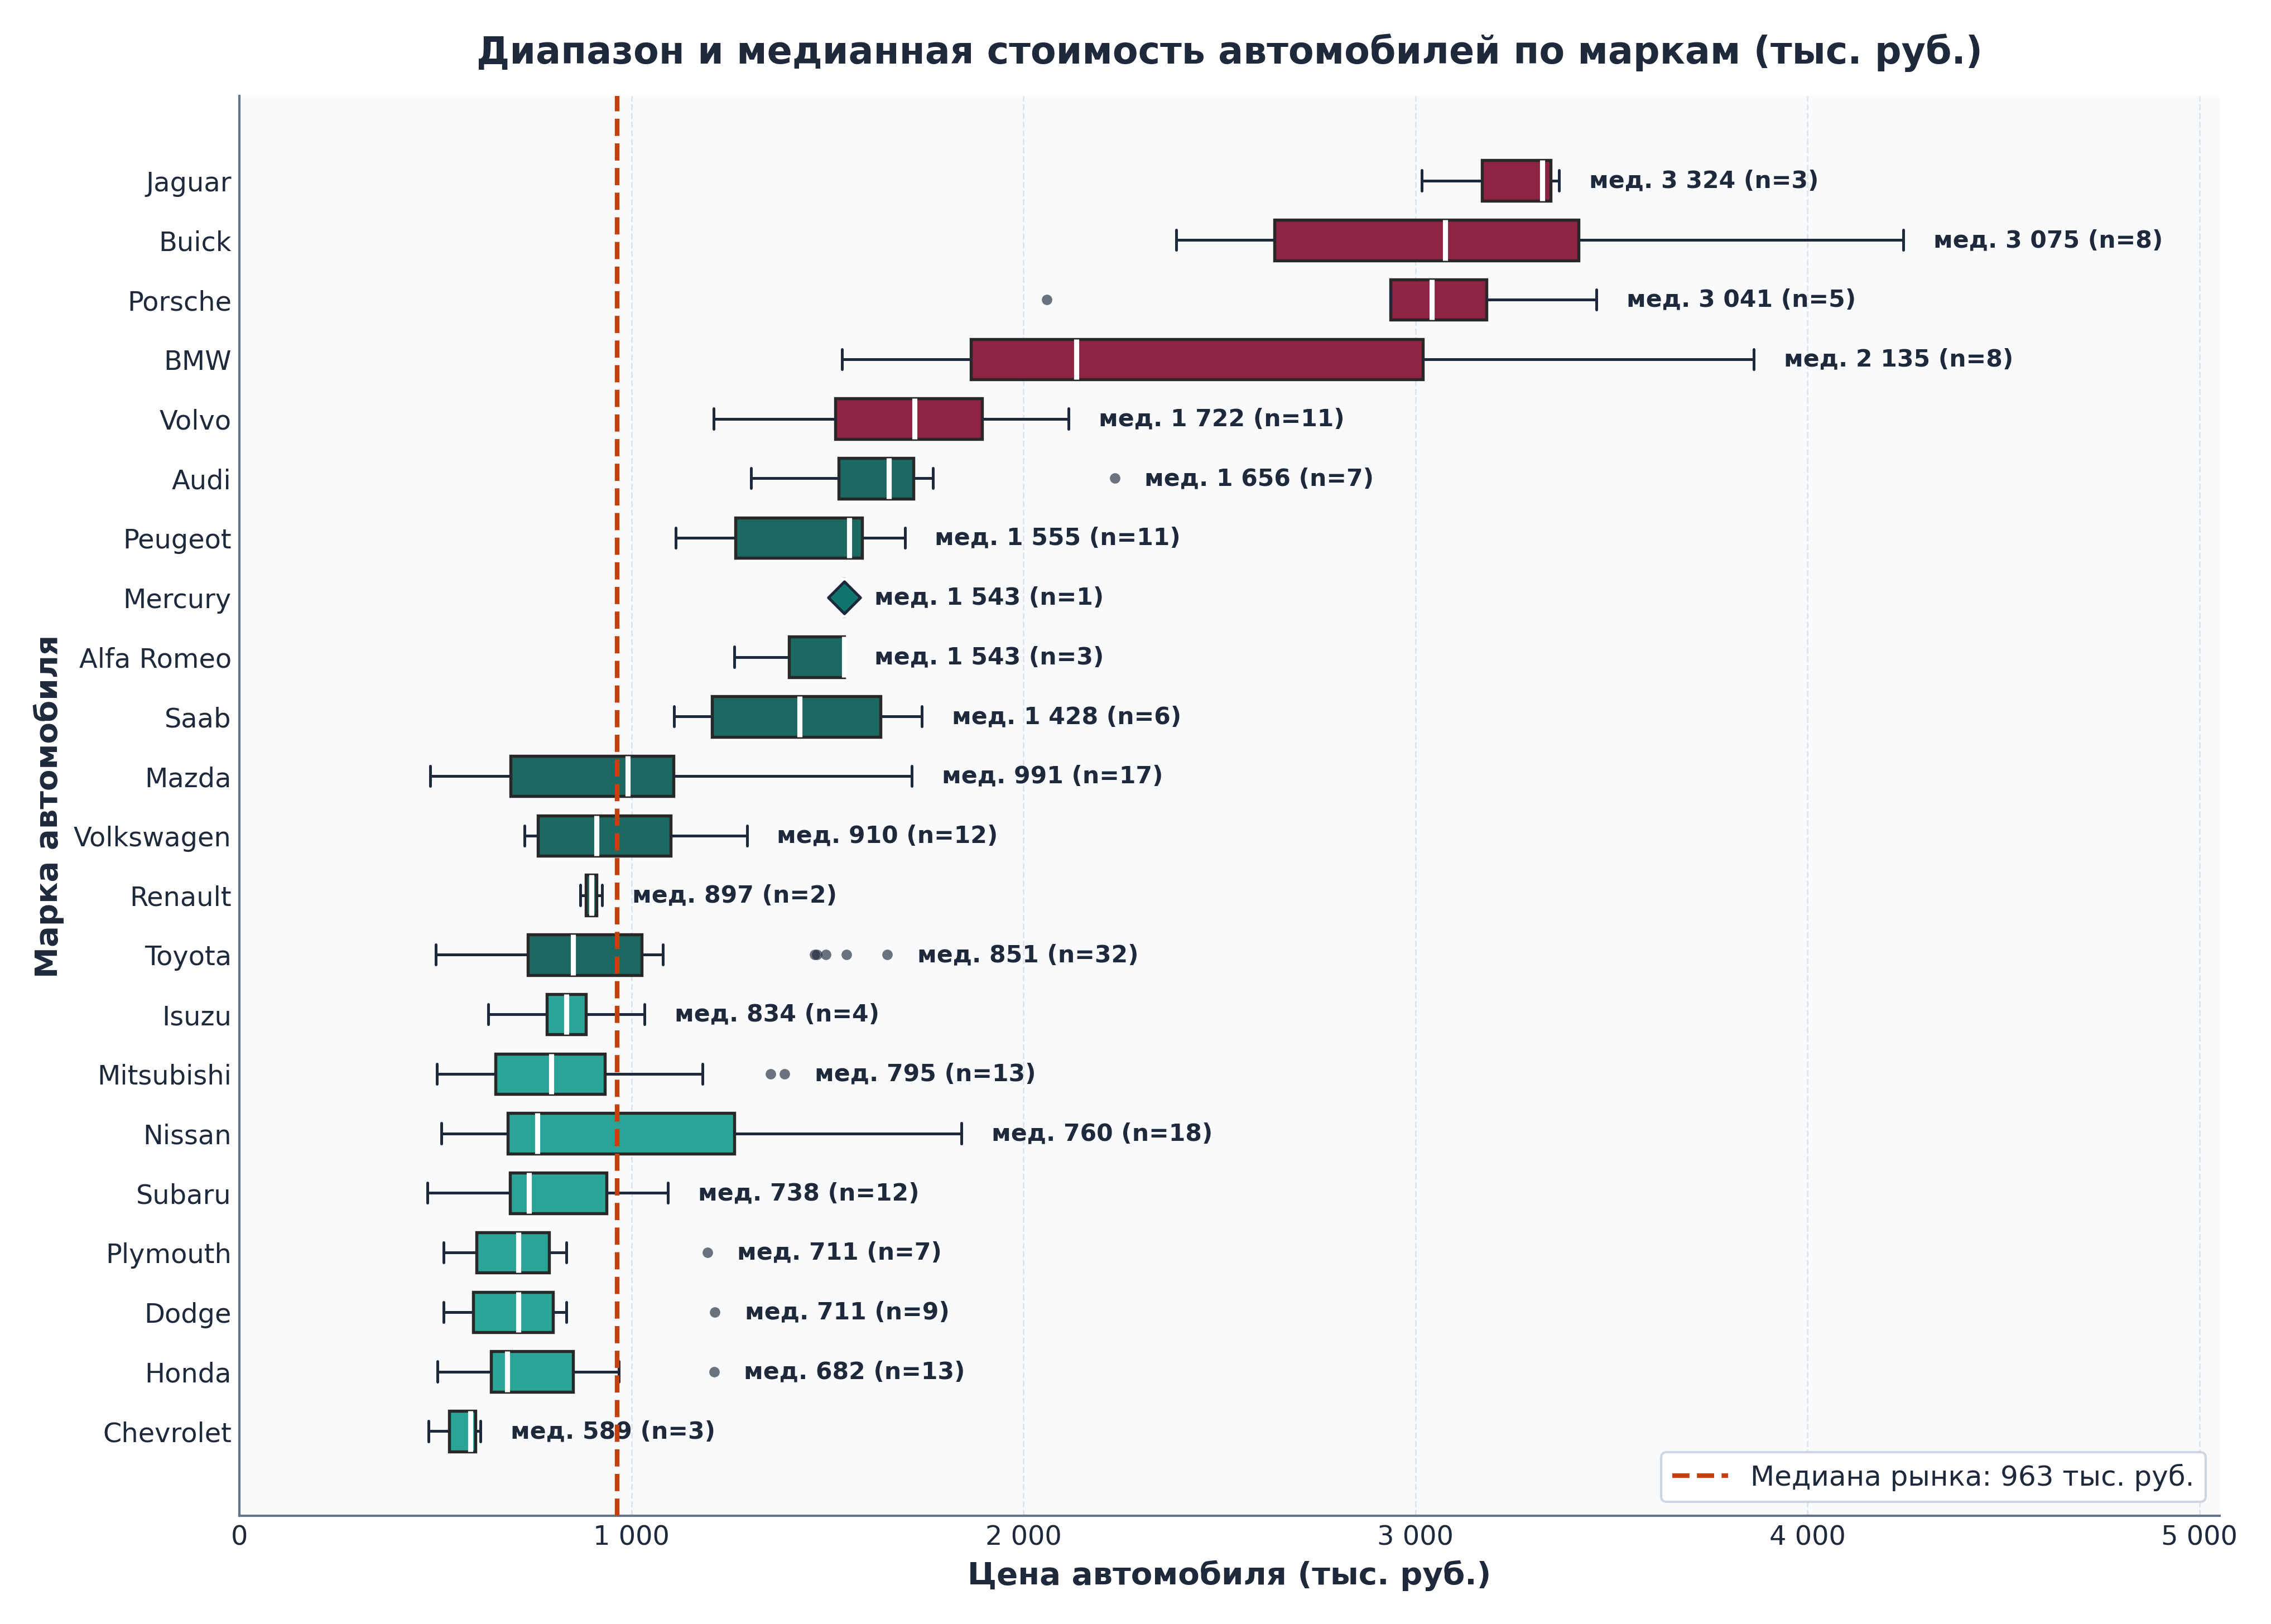 Диапазон и медианная стоимость автомобилей по маркам (тыс. руб.)
Марка автомобиля
Jaguar мед. 3 324 (n=3)
Buick мед. 3 075 (n=8)
Porsche мед. 3 041 (n=5)
BMW мед. 2 135 (n=8)
Volvo мед. 1 722 (n=11)
Audi мед. 1 656 (n=7)
Peugeot мед. 1 555 (n=11)
Mercury мед. 1 543 (n=1)
Alfa Romeo мед. 1 543 (n=3)
Saab мед. 1 428 (n=6)
Mazda мед. 991 (n=17)
Volkswagen мед. 910 (n=12)
Renault мед. 897 (n=2)
Toyota мед. 851 (n=32)
Isuzu мед. 834 (n=4)
Mitsubishi мед. 795 (n=13)
Nissan мед. 760 (n=18)
Subaru мед. 738 (n=12)
Plymouth мед. 711 (n=7)
Dodge мед. 711 (n=9)
Honda мед. 682 (n=13)
Chevrolet мед. 589 (n=3)
Медиана рынка: 963 тыс. руб.
0 1 000 2 000 3 000 4 000 5 000
Цена автомобиля (тыс. руб.)